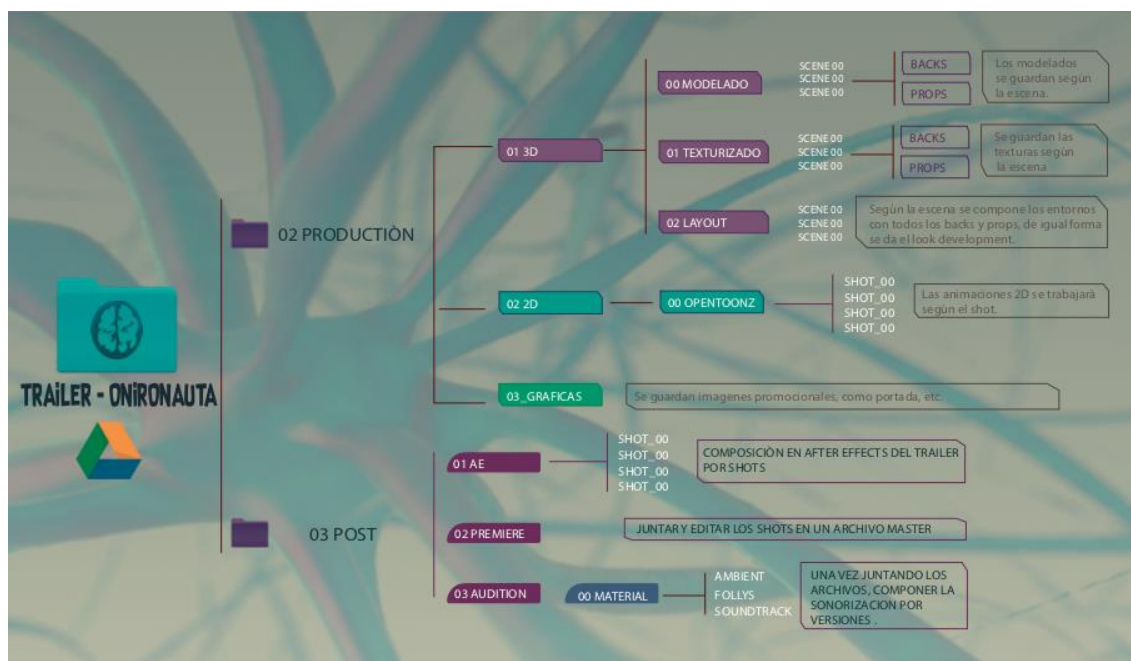 TRAiLER - ONiRONAUTA
02 PRODUCTIÒN
01 3D
00 MODELADO
SCENE 00
SCENE 00
SCENE 00
BACKS
PROPS
Los modelados
se guardan según
la escena.
01 TEXTURIZADO
SCENE 00
SCENE 00
SCENE 00
BACKS
PROPS
Se guardan las
texturas según
la escena
02 LAYOUT
SCENE 00
SCENE 00
SCENE 00
Según la escena se compone los entornos
con todos los backs y props, de igual forma
se da el look development.
02 2D
00 OPENTOONZ
SHOT_00
SHOT_00
SHOT_00
SHOT_00
Las animaciones 2D se trabajará
según el shot.
03_GRAFICAS
Se guardan imagenes promocionales, como portada, etc.
03 POST
01 AE
SHOT_00
SHOT_00
SHOT_00
SHOT_00
COMPOSICIÒN EN AFTER EFFECTS DEL TRAILER
POR SHOTS
02 PREMIERE
JUNTAR Y EDITAR LOS SHOTS EN UN ARCHIVO MASTER
03 AUDITION
00 MATERIAL
AMBIENT
FOLLYS
SOUNDTRACK
UNA VEZ JUNTANDO LOS
ARCHIVOS, COMPONER LA
SONORIZACION POR
VERSIONES .